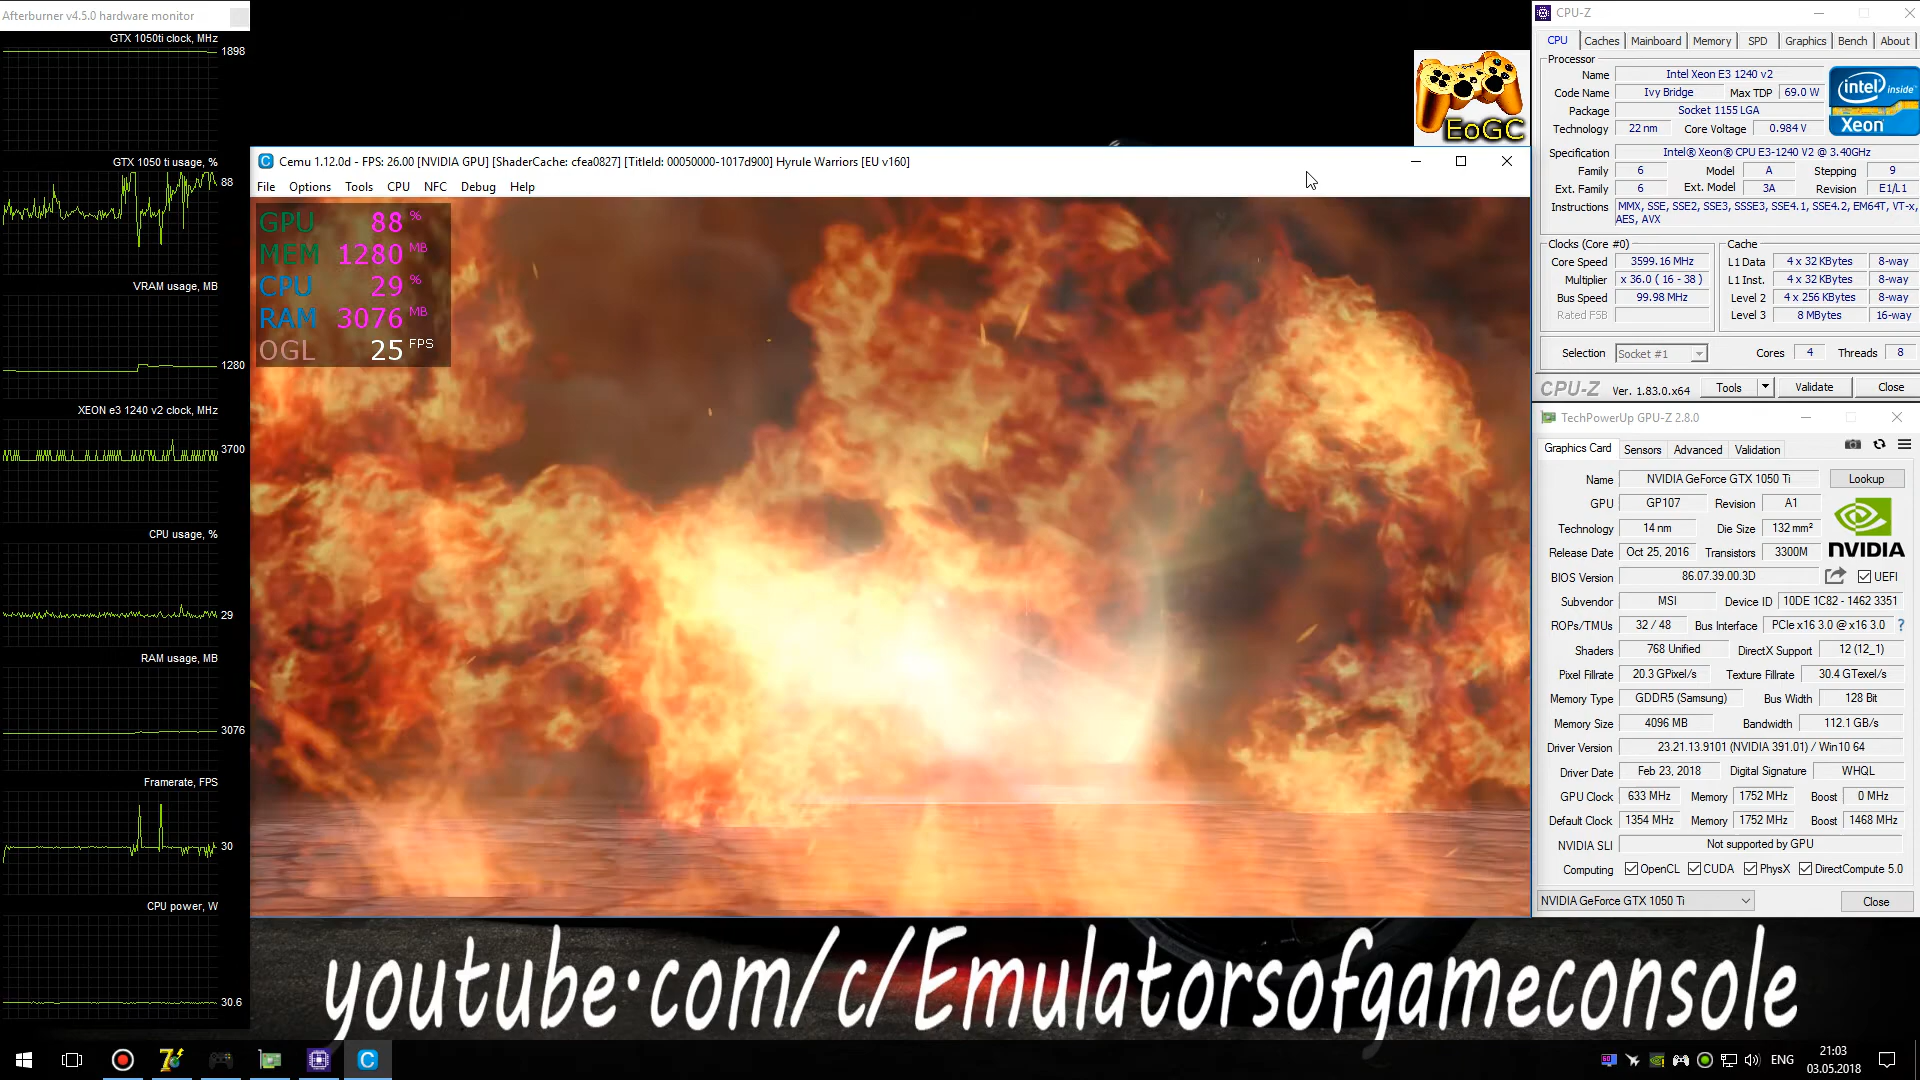 Afterburner v4.5.0 hardware monitor
GTX 1050ti clock, MHz
1898
GTX 1050 ti usage, %
88
VRAM usage, MB
1280
XEON e3 1240 v2 clock, MHz
3700
CPU usage, %
29
RAM usage, MB
3076
Framerate, FPS
30
CPU power, W
30.6
EoGC
Cemu 1.12.0d - FPS: 26.00 [NVIDIA GPU] [ShaderCache: cfea0827] [TitleId: 00050000-1017d900] Hyrule Warriors [EU v160]
File Options Tools CPU NFC Debug Help
GPU 88 %
MEM 1280 MB
CPU 29 %
RAM 3076 MB
OGL 25 FPS
CPU-Z
CPU Caches Mainboard Memory SPD Graphics Bench About
Processor
Name Intel Xeon E3 1240 v2
Code Name Ivy Bridge Max TDP 69.0 W
Package Socket 1155 LGA
Technology 22 nm Core Voltage 0.984 V
intel inside™
Xeon
Specification Intel® Xeon® CPU E3-1240 V2 @ 3.40GHz
Family 6 Model A Stepping 9
Ext. Family 6 Ext. Model 3A Revision E1/L1
Instructions MMX, SSE, SSE2, SSE3, SSSE3, SSE4.1, SSE4.2, EM64T, VT-x,
AES, AVX
Clocks (Core #0) Cache
Core Speed 3599.16 MHz L1 Data 4 x 32 KBytes 8-way
Multiplier x 36.0 ( 16 - 38 ) L1 Inst. 4 x 32 KBytes 8-way
Bus Speed 99.98 MHz Level 2 4 x 256 KBytes 8-way
Rated FSB Level 3 8 MBytes 16-way
Selection Socket #1 Cores 4 Threads 8
CPU-Z Ver. 1.83.0.x64 Tools Validate Close
TechPowerUp GPU-Z 2.8.0
Graphics Card Sensors Advanced Validation
Name NVIDIA GeForce GTX 1050 Ti Lookup
GPU GP107 Revision A1
Technology 14 nm Die Size 132 mm²
Release Date Oct 25, 2016 Transistors 3300M
NVIDIA
BIOS Version 86.07.39.00.3D UEFI
Subvendor MSI Device ID 10DE 1C82 - 1462 3351
ROPs/TMUs 32 / 48 Bus Interface PCIe x16 3.0 @ x16 3.0 ?
Shaders 768 Unified DirectX Support 12 (12_1)
Pixel Fillrate 20.3 GPixel/s Texture Fillrate 30.4 GTexel/s
Memory Type GDDR5 (Samsung) Bus Width 128 Bit
Memory Size 4096 MB Bandwidth 112.1 GB/s
Driver Version 23.21.13.9101 (NVIDIA 391.01) / Win10 64
Driver Date Feb 23, 2018 Digital Signature WHQL
GPU Clock 633 MHz Memory 1752 MHz Boost 0 MHz
Default Clock 1354 MHz Memory 1752 MHz Boost 1468 MHz
NVIDIA SLI Not supported by GPU
Computing OpenCL CUDA PhysX DirectCompute 5.0
NVIDIA GeForce GTX 1050 Ti Close
youtube.com/c/Emulatorsofgameconsole
ENG
21:03
03.05.2018